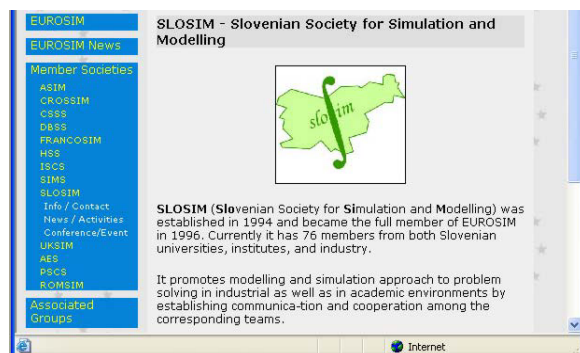 EUROSIM
EUROSIM News
Member Societies
ASIM
CROSSIM
CSSS
DBSS
FRANCOSIM
HSS
ISCS
SIMS
SLOSIM
Info / Contact
News / Activities
Conference/Event
UKSIM
AES
PSCS
ROMSIM
Associated
Groups
SLOSIM - Slovenian Society for Simulation and
Modelling
slosim
SLOSIM (Slovenian Society for Simulation and Modelling) was
established in 1994 and became the full member of EUROSIM
in 1996. Currently it has 76 members from both Slovenian
universities, institutes, and industry.
It promotes modelling and simulation approach to problem
solving in industrial as well as in academic environments by
establishing communica-tion and cooperation among the
corresponding teams.
Internet